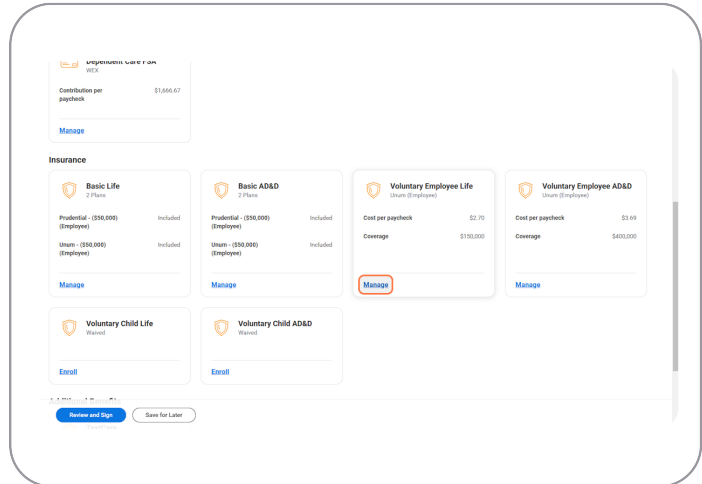 Dependent Care FSA
WEX
Contribution per
paycheck
$1,666.67
Manage
Insurance
Basic Life
2 Plans
Prudential - ($50,000)
(Employee)
Included
Unum - ($50,000)
(Employee)
Included
Manage
Basic AD&D
2 Plans
Prudential - ($50,000)
(Employee)
Included
Unum - ($50,000)
(Employee)
Included
Manage
Voluntary Employee Life
Unum (Employee)
Cost per paycheck
$2.70
Coverage
$150,000
Manage
Voluntary Employee AD&D
Unum (Employee)
Cost per paycheck
$3.69
Coverage
$400,000
Manage
Voluntary Child Life
Waived
Enroll
Voluntary Child AD&D
Waived
Enroll
Additional Benefits
Review and Sign
Save for Later